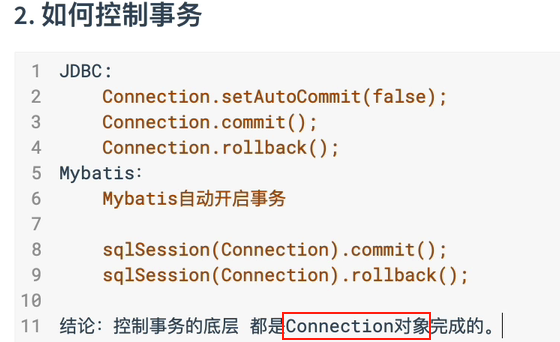 2. 如何控制事务
1 JDBC:
2     Connection.setAutoCommit(false);
3     Connection.commit();
4     Connection.rollback();
5 Mybatis:
6     Mybatis自动开启事务
7
8     sqlSession(Connection).commit();
9     sqlSession(Connection).rollback();
10
11 结论: 控制事务的底层 都是Connection对象完成的。